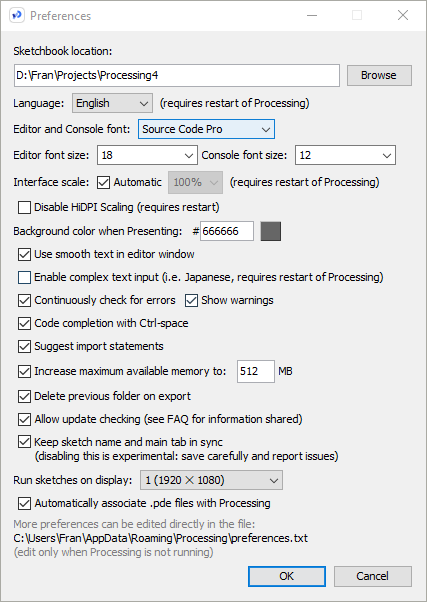 Preferences
Sketchbook location:
D:\Fran\Projects\Processing4 Browse
Language: English (requires restart of Processing)
Editor and Console font: Source Code Pro
Editor font size: 18 Console font size: 12
Interface scale: Automatic 100% (requires restart of Processing)
Disable HiDPI Scaling (requires restart)
Background color when Presenting: # 666666
Use smooth text in editor window
Enable complex text input (i.e. Japanese, requires restart of Processing)
Continuously check for errors Show warnings
Code completion with Ctrl-space
Suggest import statements
Increase maximum available memory to: 512 MB
Delete previous folder on export
Allow update checking (see FAQ for information shared)
Keep sketch name and main tab in sync
(disabling this is experimental: save carefully and report issues)
Run sketches on display: 1 (1920 × 1080)
Automatically associate .pde files with Processing
More preferences can be edited directly in the file:
C:\Users\Fran\AppData\Roaming\Processing\preferences.txt
(edit only when Processing is not running)
OK Cancel